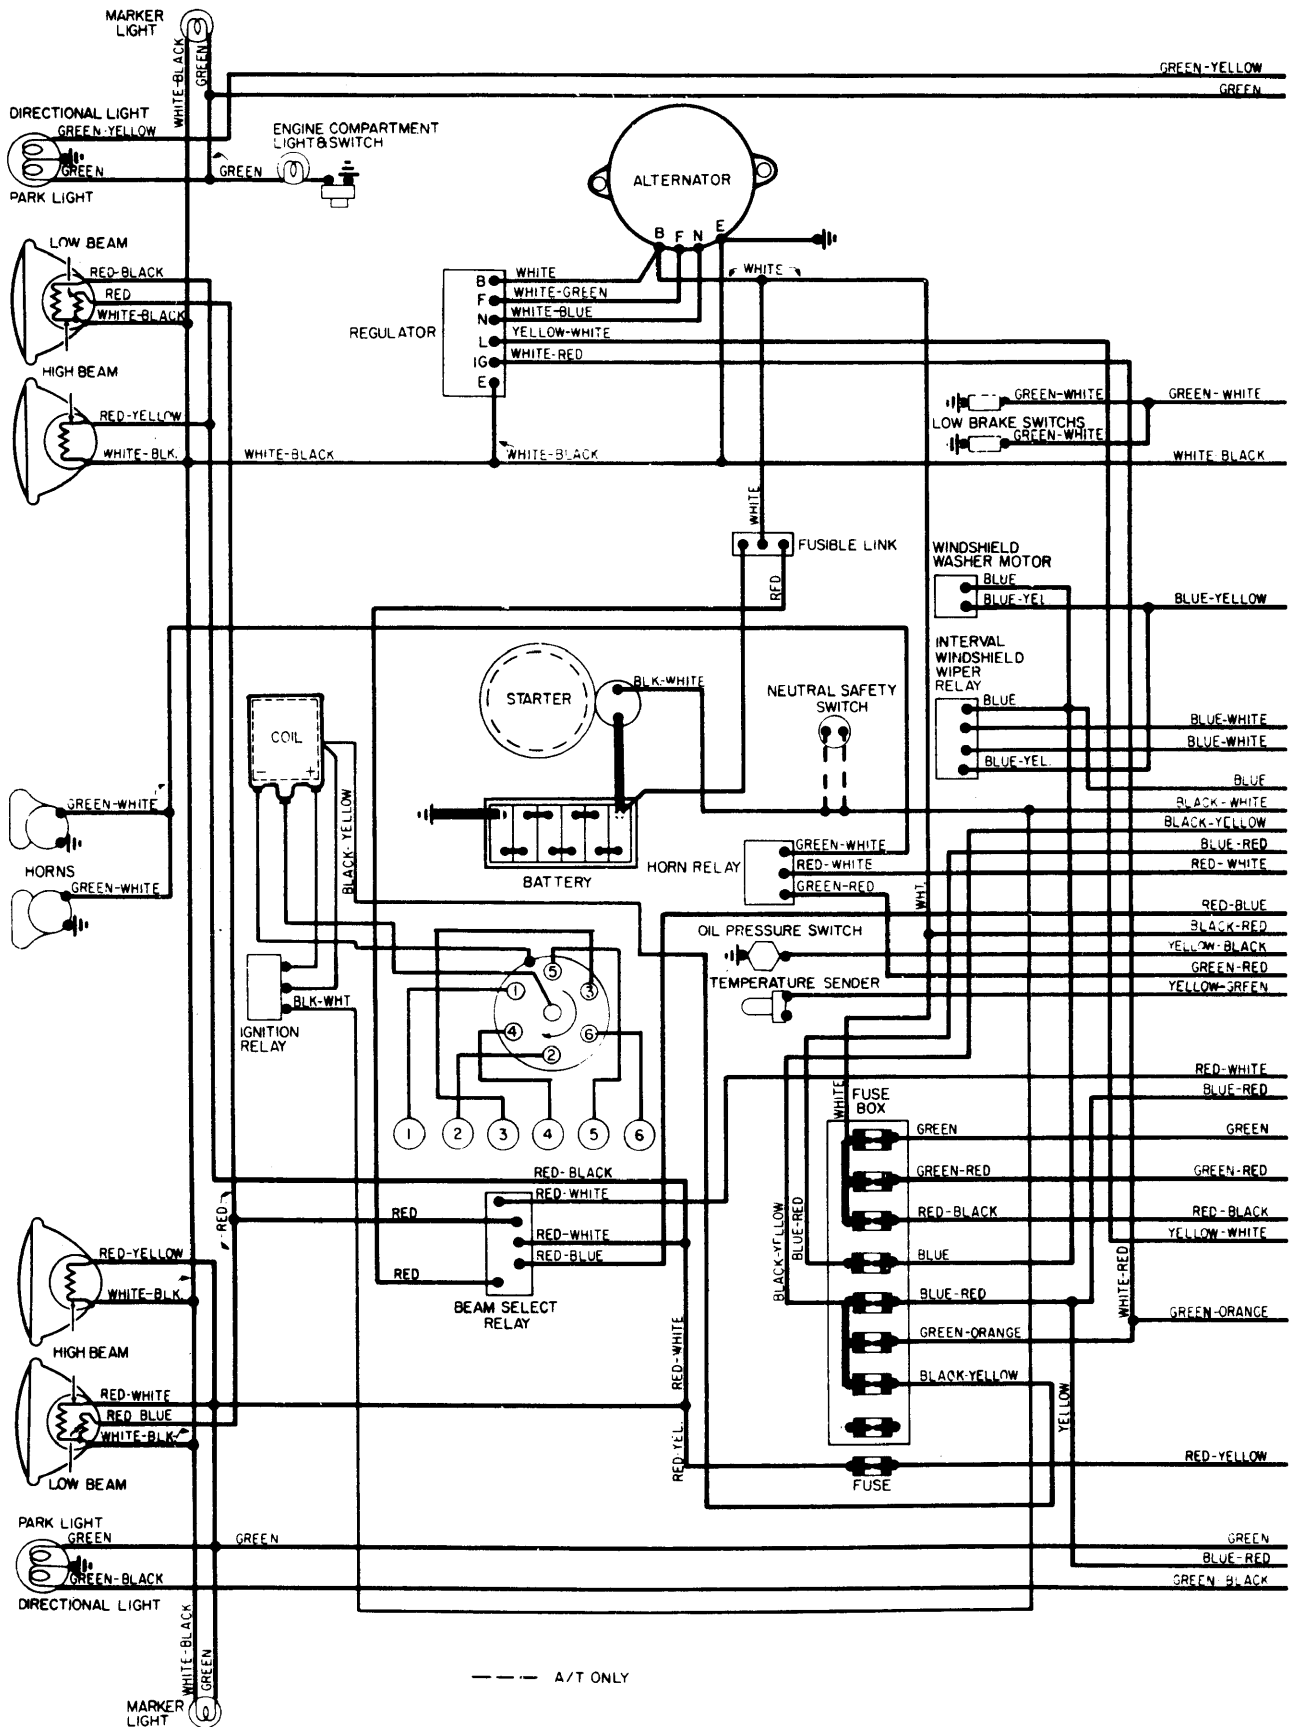 MARKER
LIGHT
WHITE-BLACK
GREEN
GREEN-YELLOW
GREEN
DIRECTIONAL LIGHT
GREEN-YELLOW
GREEN
PARK LIGHT
ENGINE COMPARTMENT
LIGHT&SWITCH
GREEN
ALTERNATOR
B F N E
LOW BEAM
RED-BLACK
RED
WHITE-BLACK
HIGH BEAM
REGULATOR
B WHITE
F WHITE-GREEN
N WHITE-BLUE
L YELLOW-WHITE
IG WHITE-RED
E
WHITE
RED-YELLOW
WHITE-BLK.
WHITE-BLACK
WHITE-BLACK
GREEN-WHITE
GREEN-WHITE
LOW BRAKE SWITCHS
GREEN-WHITE
WHITE-BLACK
WHITE
FUSIBLE LINK
RED
WINDSHIELD
WASHER MOTOR
BLUE
BLUE-YEL
BLUE-YELLOW
INTERVAL
WINDSHIELD
WIPER
RELAY
BLUE
BLUE-WHITE
BLUE-WHITE
BLUE-YEL.
BLUE
BLACK-WHITE
BLACK-YELLOW
BLUE-RED
RED-WHITE
RED-BLUE
BLACK-RED
YELLOW-BLACK
GREEN-RED
YELLOW-GREEN
STARTER
BLK-WHITE
NEUTRAL SAFETY
SWITCH
COIL
- +
BLACK-YELLOW
GREEN-WHITE
HORNS
GREEN-WHITE
BATTERY
HORN RELAY
GREEN-WHITE
RED-WHITE
GREEN-RED
WHT.
OIL PRESSURE SWITCH
TEMPERATURE SENDER
BLK-WHT
IGNITION
RELAY
5
1 3
4 6
2
1 2 3 4 5 6
RED-WHITE
BLUE-RED
WHITE
FUSE
BOX
GREEN
GREEN
GREEN-RED
GREEN-RED
RED-BLACK
RED-BLACK
YELLOW-WHITE
BLUE
BLUE-RED
GREEN-ORANGE
GREEN-ORANGE
BLACK-YELLOW
BLACK-YELLOW
BLUE-RED
WHITE-RED
YELLOW
RED-YELLOW
FUSE
RED-BLACK
RED-WHITE
RED
RED-WHITE
RED-BLUE
RED
RED
BEAM SELECT
RELAY
RED-WHITE
RED-YEL.
RED-YELLOW
WHITE-BLK.
HIGH BEAM
RED-WHITE
RED BLUE
WHITE-BLK.
LOW BEAM
PARK LIGHT
GREEN
GREEN
GREEN
BLUE-RED
GREEN-BLACK
GREEN-BLACK
DIRECTIONAL LIGHT
WHITE-BLACK
GREEN
MARKER
LIGHT
A/T ONLY